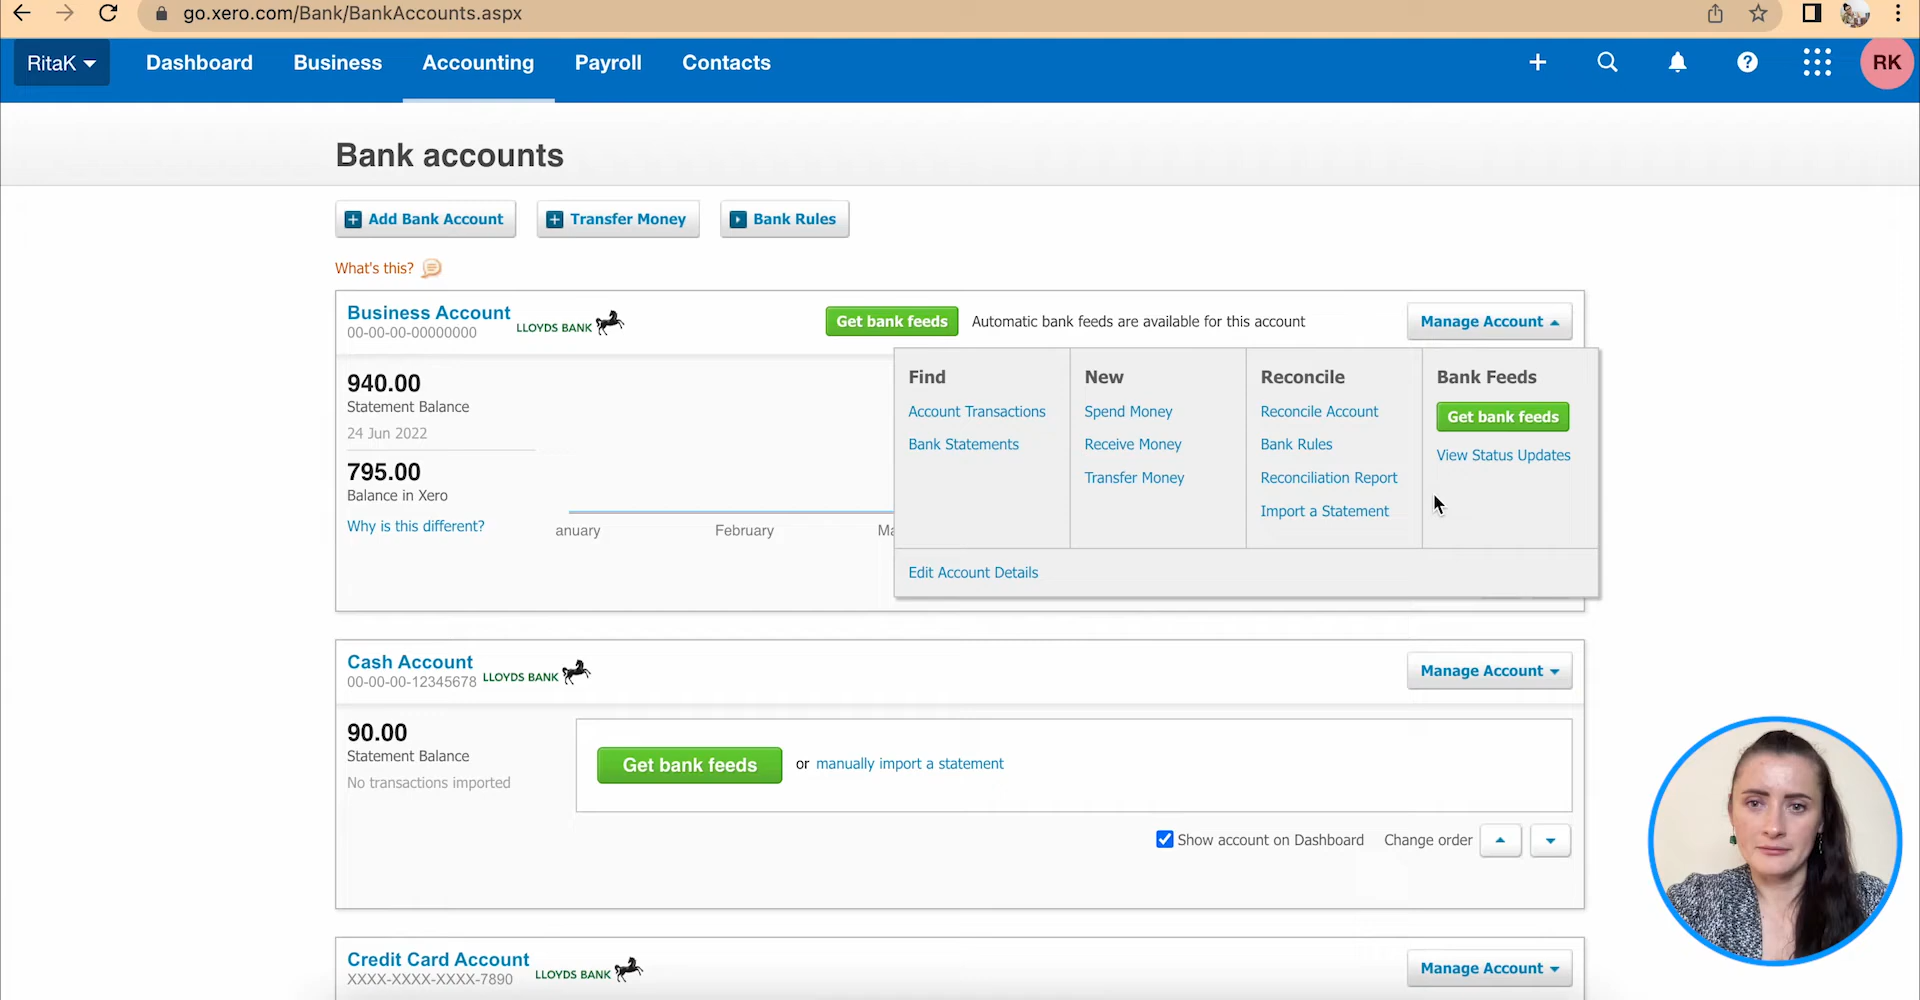 go.xero.com/Bank/BankAccounts.aspx
RitaK
Dashboard
Business
Accounting
Payroll
Contacts
RK
Bank accounts
Add Bank Account
Transfer Money
Bank Rules
What's this?
Business Account
00-00-00-00000000
LLOYDS BANK
Get bank feeds
Automatic bank feeds are available for this account
Manage Account
940.00
Statement Balance
24 Jun 2022
795.00
Balance in Xero
Why is this different?
anuary
February
Ma
Find
Account Transactions
Bank Statements
New
Spend Money
Receive Money
Transfer Money
Reconcile
Reconcile Account
Bank Rules
Reconciliation Report
Import a Statement
Bank Feeds
Get bank feeds
View Status Updates
Edit Account Details
Cash Account
00-00-00-12345678
LLOYDS BANK
Manage Account
90.00
Statement Balance
No transactions imported
Get bank feeds
or manually import a statement
Show account on Dashboard
Change order
Credit Card Account
XXXX-XXXX-XXXX-7890
LLOYDS BANK
Manage Account